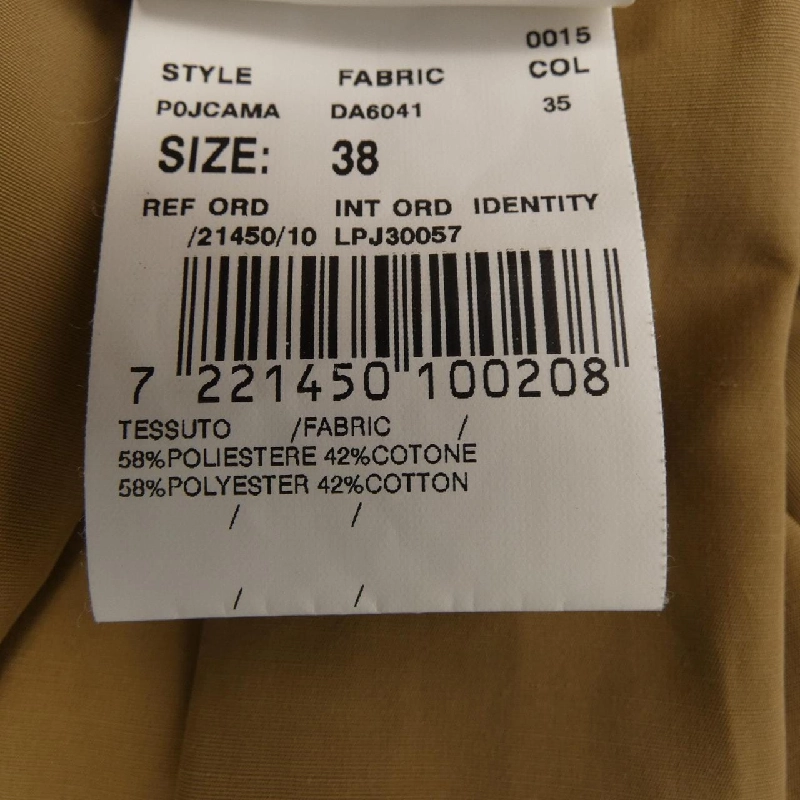 0015
STYLE FABRIC COL
P0JCAMA DA6041 35
SIZE: 38
REF ORD INT ORD IDENTITY
/21450/10 LPJ30057
7 221450 100208
TESSUTO /FABRIC /
58%POLIESTERE 42%COTONE
58%POLYESTER 42%COTTON
/ /
/ /